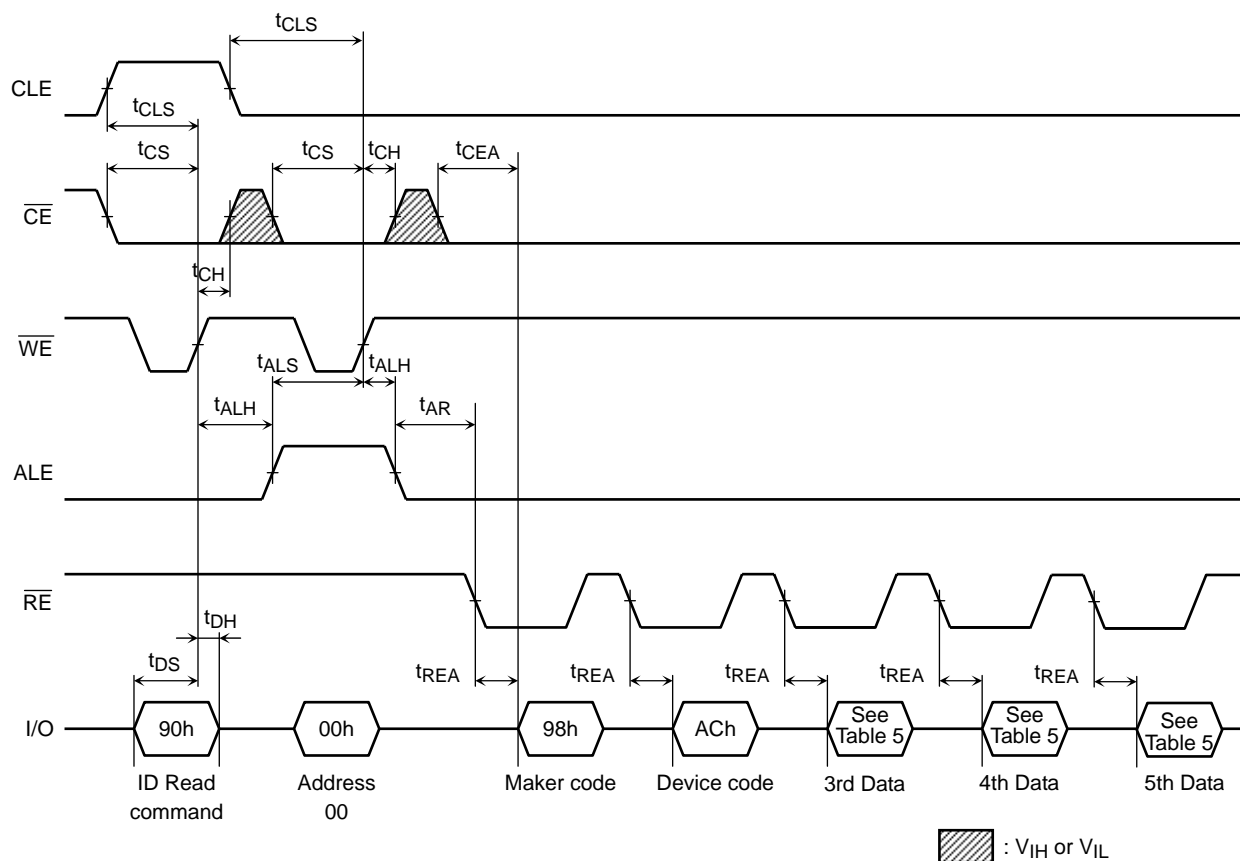 tCLS
CLE
tCLS
tCS
tCS
tCH
tCEA
CE
tCH
WE
tALS
tALH
tALH
tAR
ALE
RE
tDH
tDS
tREA
tREA
tREA
tREA
tREA
I/O
90h
00h
98h
ACh
See
Table 5
See
Table 5
See
Table 5
ID Read
command
Address
00
Maker code
Device code
3rd Data
4th Data
5th Data
: VIH or VIL